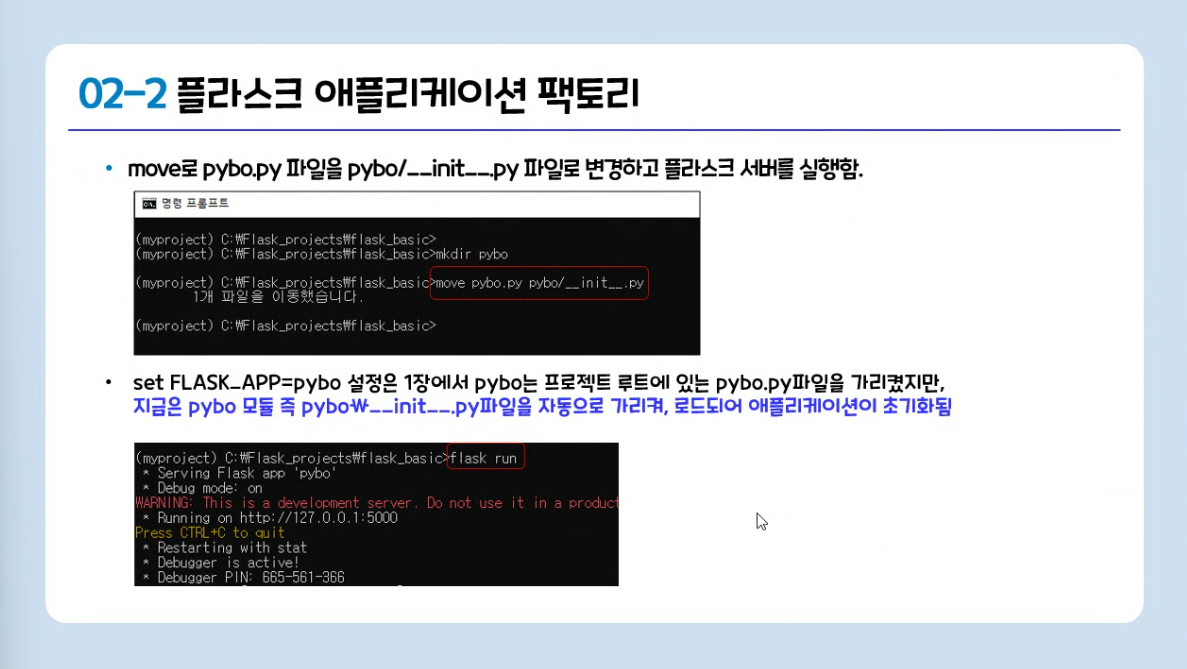 02-2 플라스크 애플리케이션 팩토리
• move로 pybo.py 파일을 pybo/__init__.py 파일로 변경하고 플라스크 서버를 실행함.
명령 프롬프트
(myproject) C:₩Flask_projects₩flask_basic>
(myproject) C:₩Flask_projects₩flask_basic>mkdir pybo
(myproject) C:₩Flask_projects₩flask_basic>move pybo.py pybo/__init__.py
1개 파일을 이동했습니다.
(myproject) C:₩Flask_projects₩flask_basic>
• set FLASK_APP=pybo 설정은 1장에서 pybo는 프로젝트 루트에 있는 pybo.py파일을 가리켰지만,
지금은 pybo 모듈 즉 pybo₩__init__.py파일을 자동으로 가리켜, 로드되어 애플리케이션이 초기화됨
(myproject) C:₩Flask_projects₩flask_basic>flask run
* Serving Flask app 'pybo'
* Debug mode: on
WARNING: This is a development server. Do not use it in a product
* Running on http://127.0.0.1:5000
Press CTRL+C to quit
* Restarting with stat
* Debugger is active!
* Debugger PIN: 665-561-366